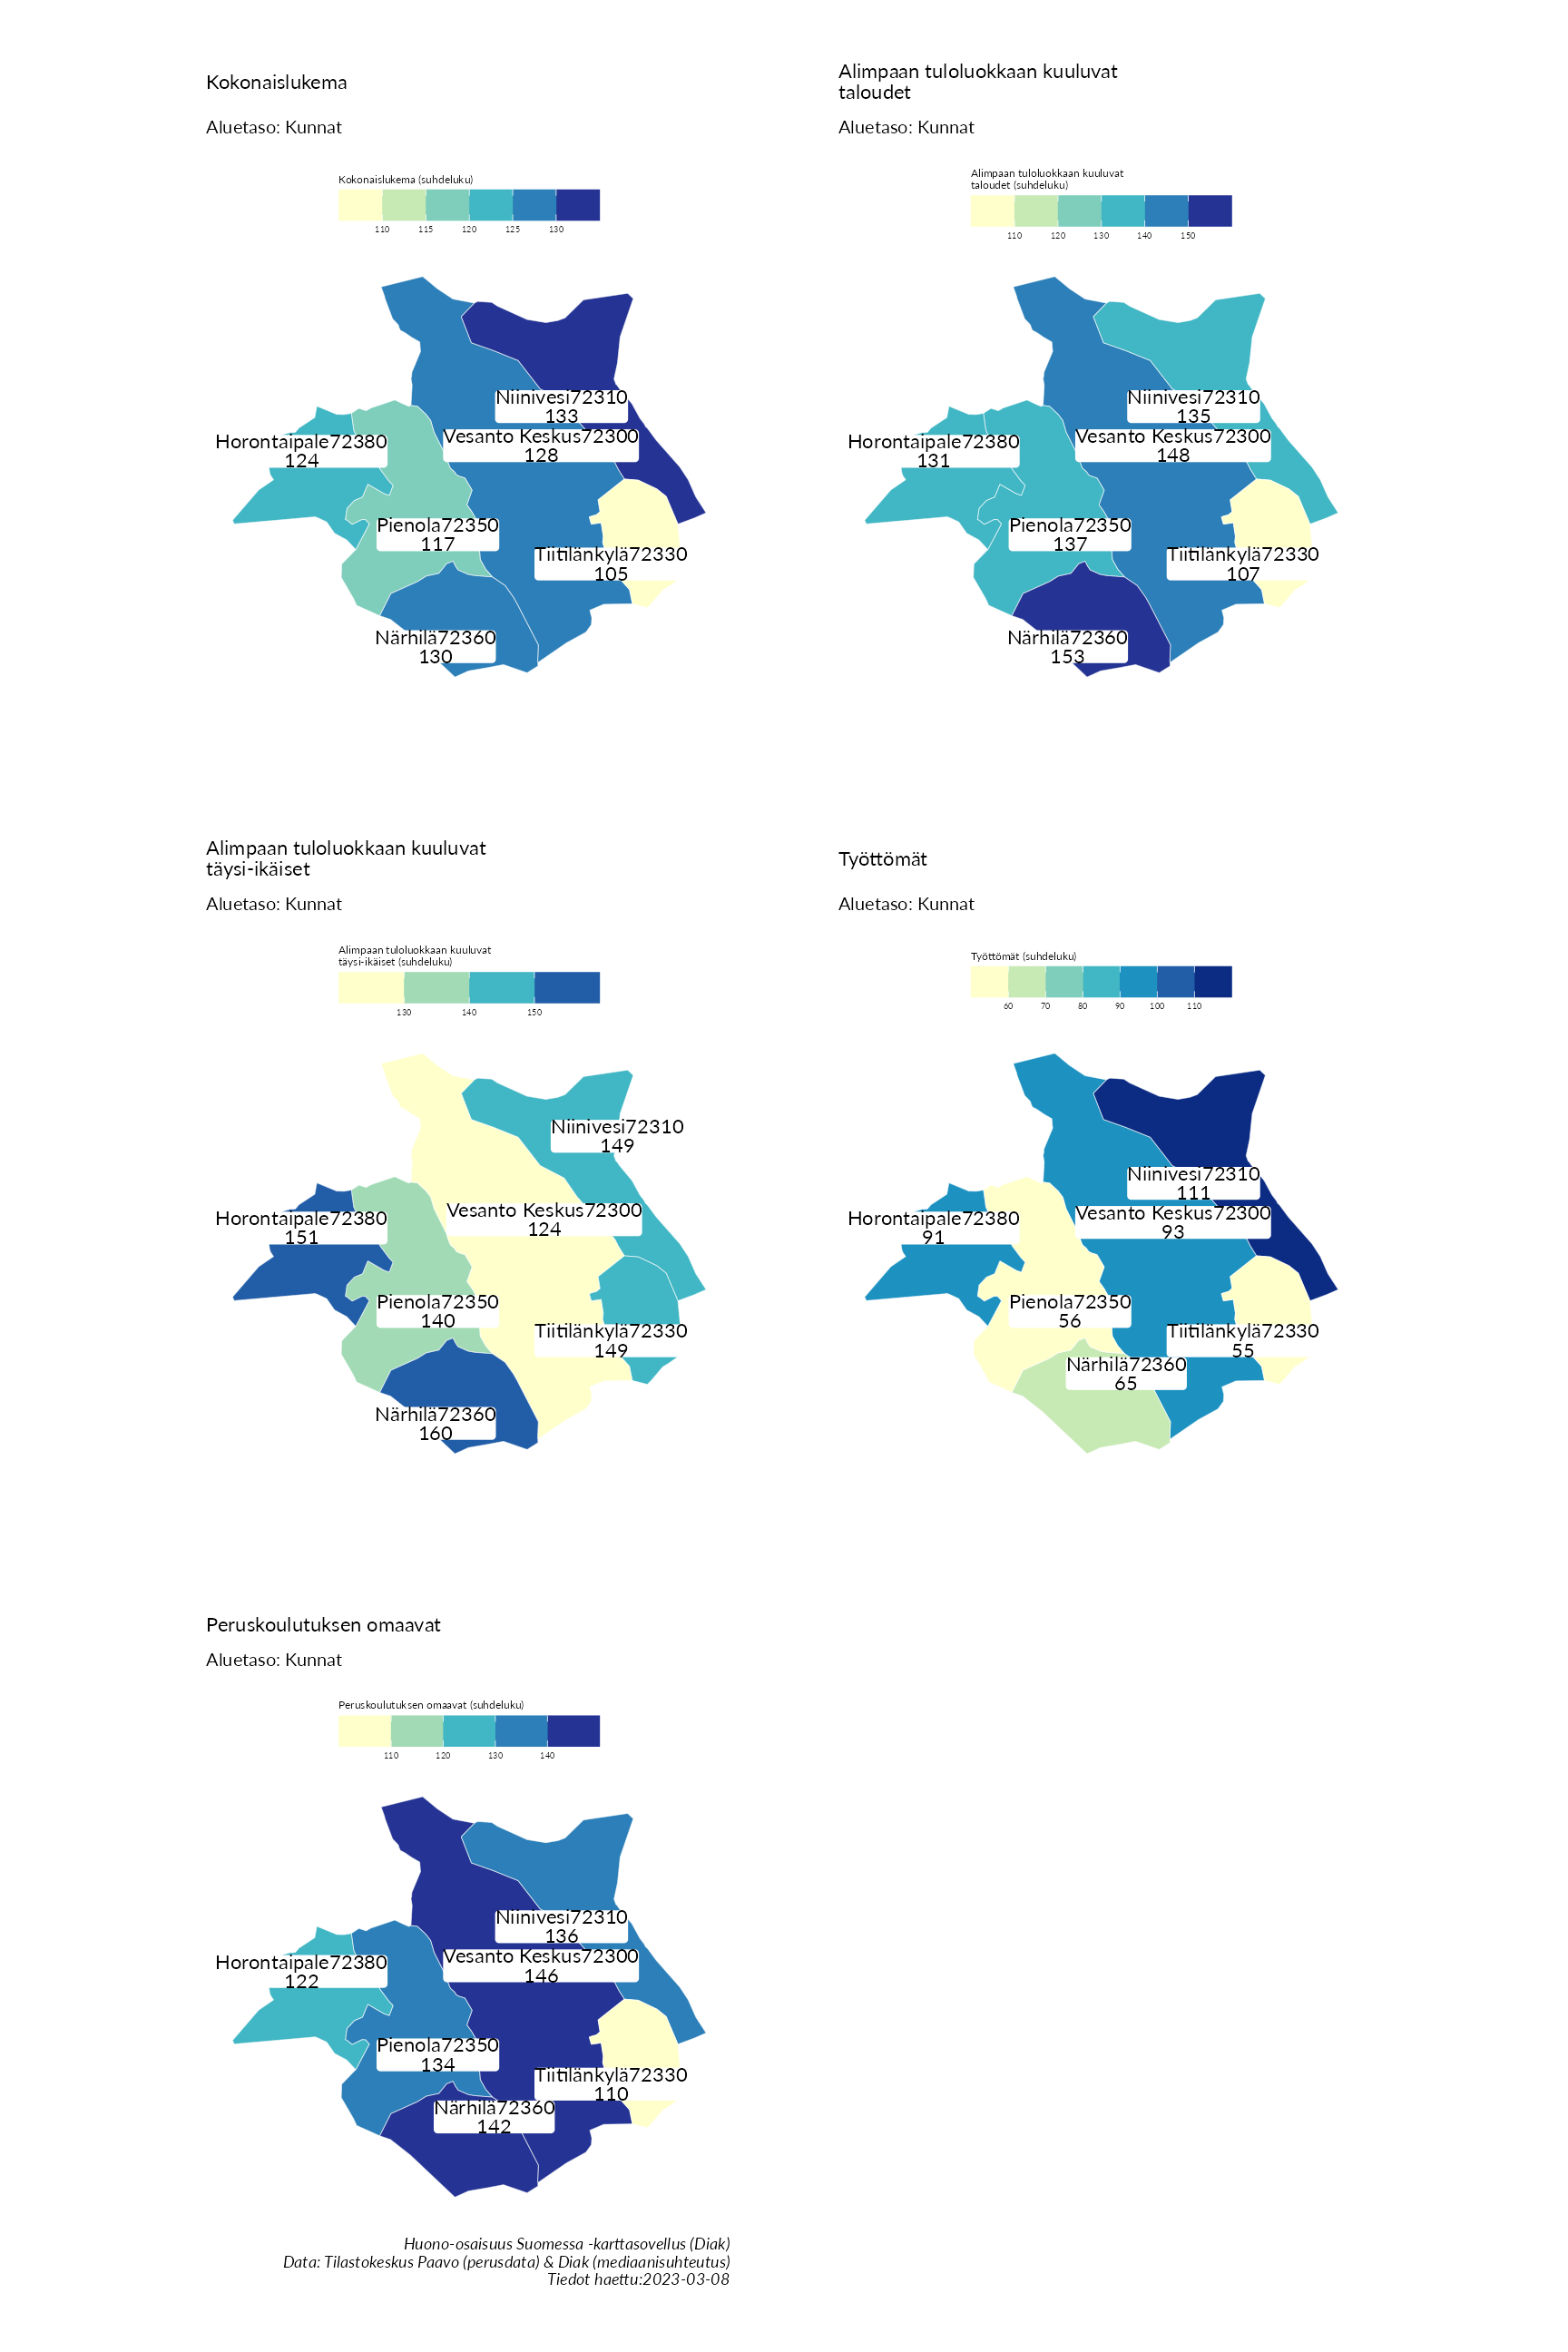 Kokonaislukema
Aluetaso: Kunnat
Kokonaislukema (suhdeluku)
110 115 120 125 130
Niinivesi72310
133
Horontaipale72380
124
Vesanto Keskus72300
128
Pienola72350
117
Tiitilänkylä72330
105
Närhilä72360
130
Alimpaan tuloluokkaan kuuluvat
taloudet
Aluetaso: Kunnat
Alimpaan tuloluokkaan kuuluvat
taloudet (suhdeluku)
110 120 130 140 150
Niinivesi72310
135
Horontaipale72380
131
Vesanto Keskus72300
148
Pienola72350
137
Tiitilänkylä72330
107
Närhilä72360
153
Alimpaan tuloluokkaan kuuluvat
täysi-ikäiset
Aluetaso: Kunnat
Alimpaan tuloluokkaan kuuluvat
täysi-ikäiset (suhdeluku)
130 140 150
Niinivesi72310
149
Horontaipale72380
151
Vesanto Keskus72300
124
Pienola72350
140
Tiitilänkylä72330
149
Närhilä72360
160
Työttömät
Aluetaso: Kunnat
Työttömät (suhdeluku)
60 70 80 90 100 110
Niinivesi72310
111
Horontaipale72380
91
Vesanto Keskus72300
93
Pienola72350
56
Tiitilänkylä72330
55
Närhilä72360
65
Peruskoulutuksen omaavat
Aluetaso: Kunnat
Peruskoulutuksen omaavat (suhdeluku)
110 120 130 140
Niinivesi72310
136
Horontaipale72380
122
Vesanto Keskus72300
146
Pienola72350
134
Tiitilänkylä72330
110
Närhilä72360
142
Huono-osaisuus Suomessa -karttasovellus (Diak)
Data: Tilastokeskus Paavo (perusdata) & Diak (mediaanisuhteutus)
Tiedot haettu:2023-03-08